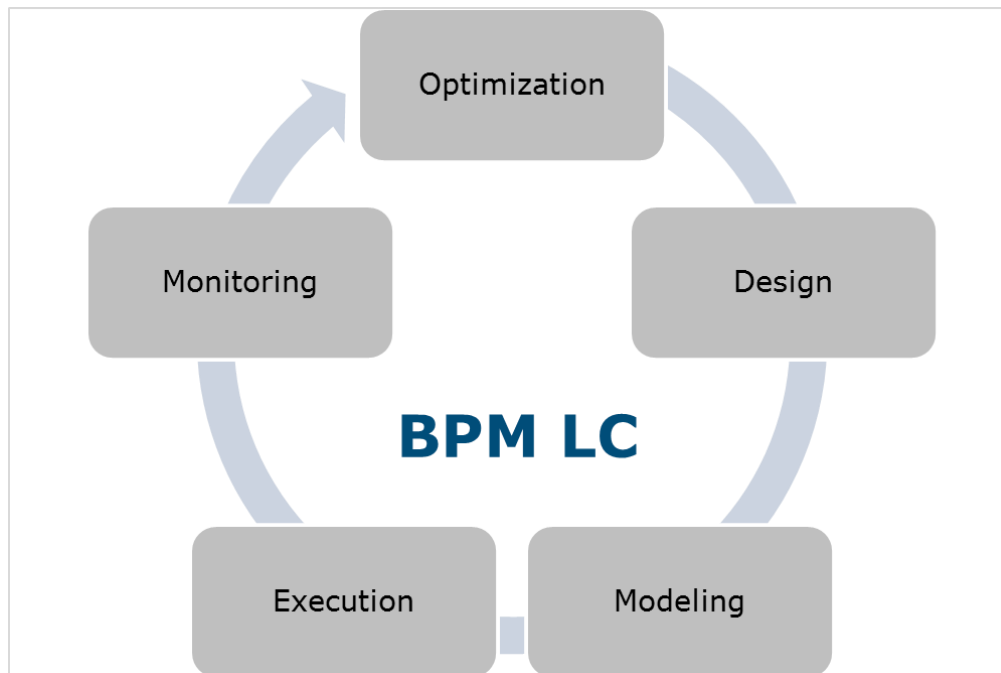 Optimization
Monitoring
Design
BPM LC
Execution
Modeling